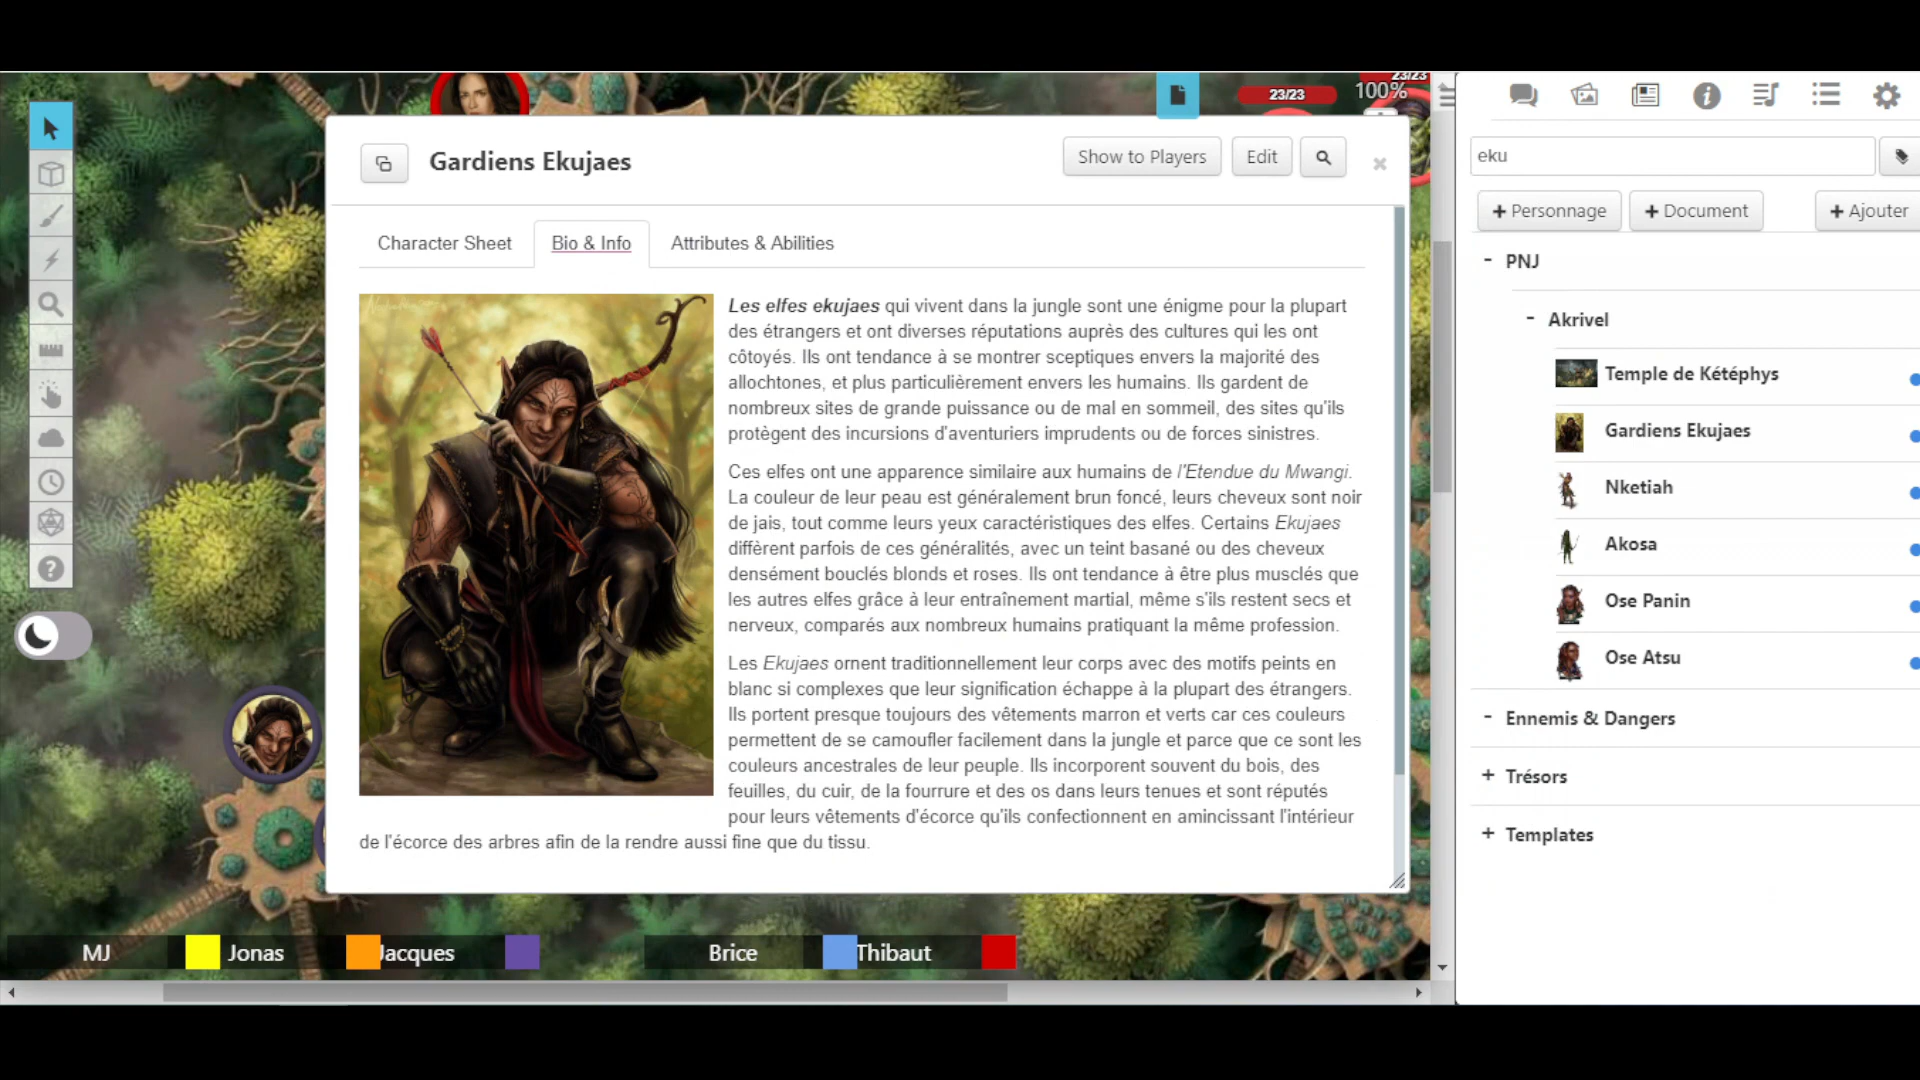 23/23
23/23
100%
Gardiens Ekujaes
Show to Players
Edit
Character Sheet
Bio & Info
Attributes & Abilities
Les elfes ekujaes qui vivent dans la jungle sont une énigme pour la plupart
des étrangers et ont diverses réputations auprès des cultures qui les ont
côtoyés. Ils ont tendance à se montrer sceptiques envers la majorité des
allochtones, et plus particulièrement envers les humains. Ils gardent de
nombreux sites de grande puissance ou de mal en sommeil, des sites qu'ils
protègent des incursions d'aventuriers imprudents ou de forces sinistres.
Ces elfes ont une apparence similaire aux humains de l'Etendue du Mwangi.
La couleur de leur peau est généralement brun foncé, leurs cheveux sont noir
de jais, tout comme leurs yeux caractéristiques des elfes. Certains Ekujaes
diffèrent parfois de ces généralités, avec un teint basané ou des cheveux
densément bouclés blonds et roses. Ils ont tendance à être plus musclés que
les autres elfes grâce à leur entraînement martial, même s'ils restent secs et
nerveux, comparés aux nombreux humains pratiquant la même profession.
Les Ekujaes ornent traditionnellement leur corps avec des motifs peints en
blanc si complexes que leur signification échappe à la plupart des étrangers.
Ils portent presque toujours des vêtements marron et verts car ces couleurs
permettent de se camoufler facilement dans la jungle et parce que ce sont les
couleurs ancestrales de leur peuple. Ils incorporent souvent du bois, des
feuilles, du cuir, de la fourrure et des os dans leurs tenues et sont réputés
pour leurs vêtements d'écorce qu'ils confectionnent en amincissant l'intérieur
de l'écorce des arbres afin de la rendre aussi fine que du tissu.
MJ
Jonas
Jacques
Brice
Thibaut
eku
+ Personnage
+ Document
+ Ajouter
- PNJ
- Akrivel
Temple de Kétéphys
Gardiens Ekujaes
Nketiah
Akosa
Ose Panin
Ose Atsu
- Ennemis & Dangers
+ Trésors
+ Templates